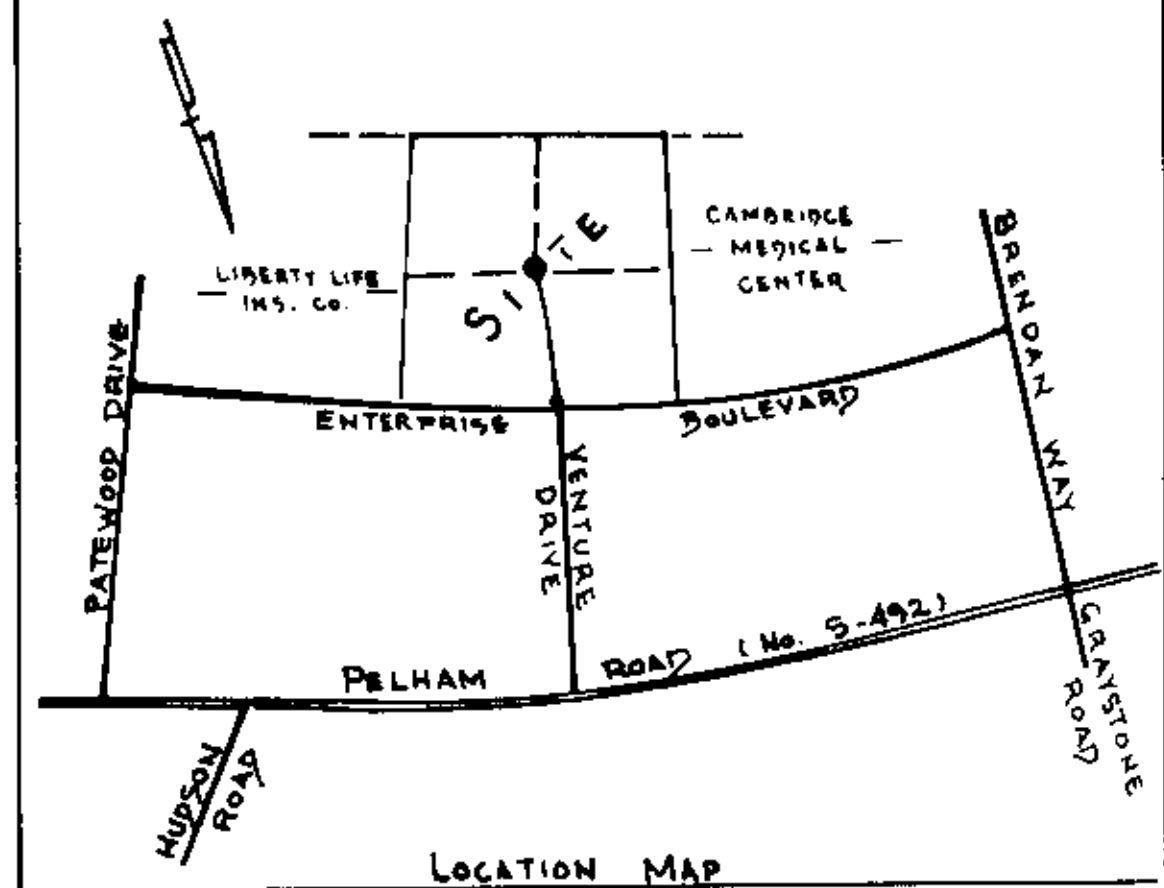 CAMBRIDGE
MEDICAL
CENTER
LIBERTY LIFE
INS. CO.
SITE
BRENDAN WAY
PATEWOOD DRIVE
ENTERPRISE BOULEVARD
VENTURE
DRIVE
PELHAM ROAD (No. S-492)
GRAYSTONE
ROAD
HUDSON
ROAD
LOCATION MAP